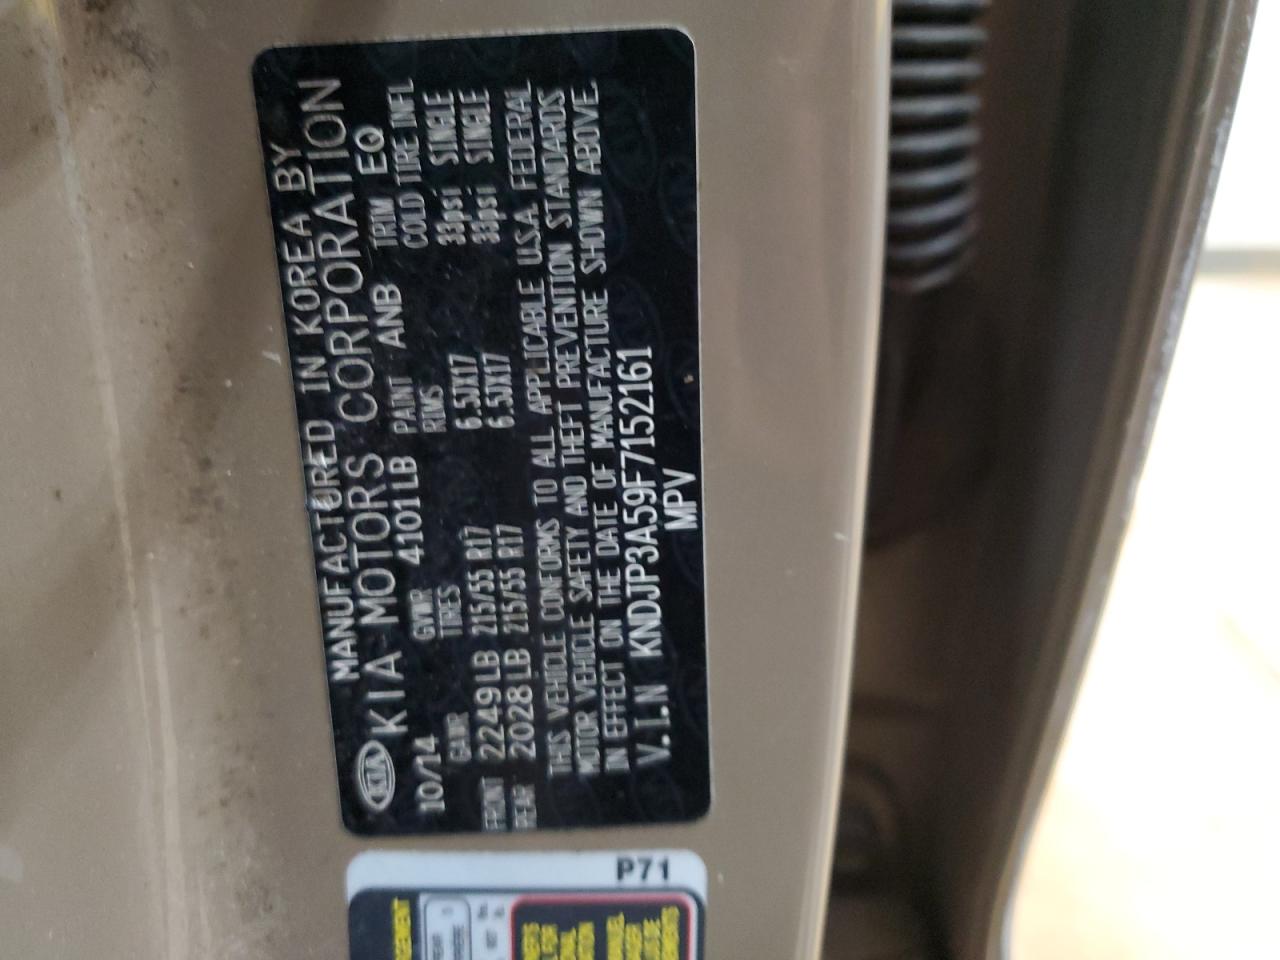 MANUFACTURED IN KOREA BY
KIA KIA MOTORS CORPORATION
10/14 GVWR 4101LB PAINT ANB TRIM EQ
GAWR TIRES RIMS COLD TIRE INFL
FRONT 2249LB 215/55 R17 6.5JX17 33psi SINGLE
REAR 2028LB 215/55 R17 6.5JX17 33psi SINGLE
THIS VEHICLE CONFORMS TO ALL APPLICABLE U.S.A. FEDERAL
MOTOR VEHICLE SAFETY AND THEFT PREVENTION STANDARDS
IN EFFECT ON THE DATE OF MANUFACTURE SHOWN ABOVE.
V.I.N KNDJP3A59F7152161
MPV
P71